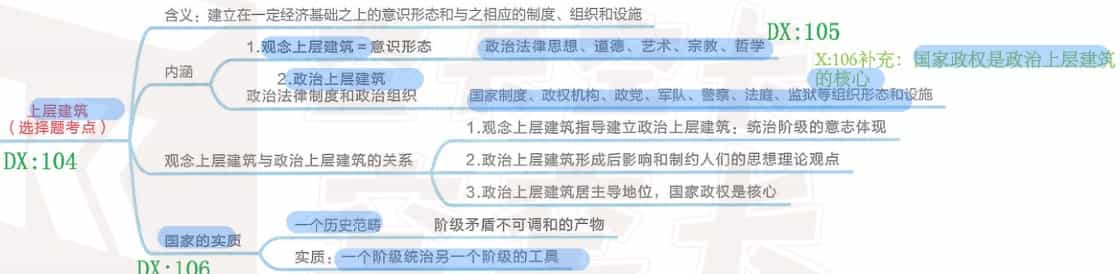 含义：建立在一定经济基础之上的意识形态和与之相应的制度、组织和设施
DX:105
1.观念上层建筑＝意识形态
政治法律思想、道德、艺术、宗教、哲学
X:106补充：国家政权是政治上层建筑
的核心
内涵
2.政治上层建筑
政治法律制度和政治组织
国家制度、政权机构、政党、军队、警察、法庭、监狱等组织形态和设施
上层建筑
（选择题考点）
DX:104
1.观念上层建筑指导建立政治上层建筑；统治阶级的意志体现
观念上层建筑与政治上层建筑的关系
2.政治上层建筑形成后影响和制约人们的思想理论观点
3.政治上层建筑居主导地位，国家政权是核心
一个历史范畴
阶级矛盾不可调和的产物
国家的实质
实质：一个阶级统治另一个阶级的工具
DX:106